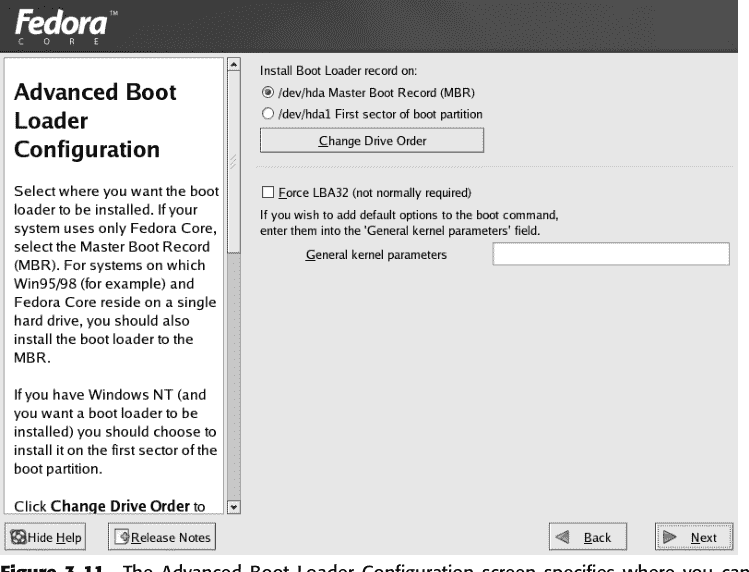 Fedora™
CORE
Advanced Boot
Loader
Configuration
Select where you want the boot
loader to be installed. If your
system uses only Fedora Core,
select the Master Boot Record
(MBR). For systems on which
Win95/98 (for example) and
Fedora Core reside on a single
hard drive, you should also
install the boot loader to the
MBR.
If you have Windows NT (and
you want a boot loader to be
installed) you should choose to
install it on the first sector of the
boot partition.
Click Change Drive Order to
Install Boot Loader record on:
/dev/hda Master Boot Record (MBR)
/dev/hda1 First sector of boot partition
Change Drive Order
Force LBA32 (not normally required)
If you wish to add default options to the boot command,
enter them into the 'General kernel parameters' field.
General kernel parameters
Hide Help
Release Notes
Back
Next
Figure 3-11 The Advanced Boot Loader Configuration screen specifies where you can